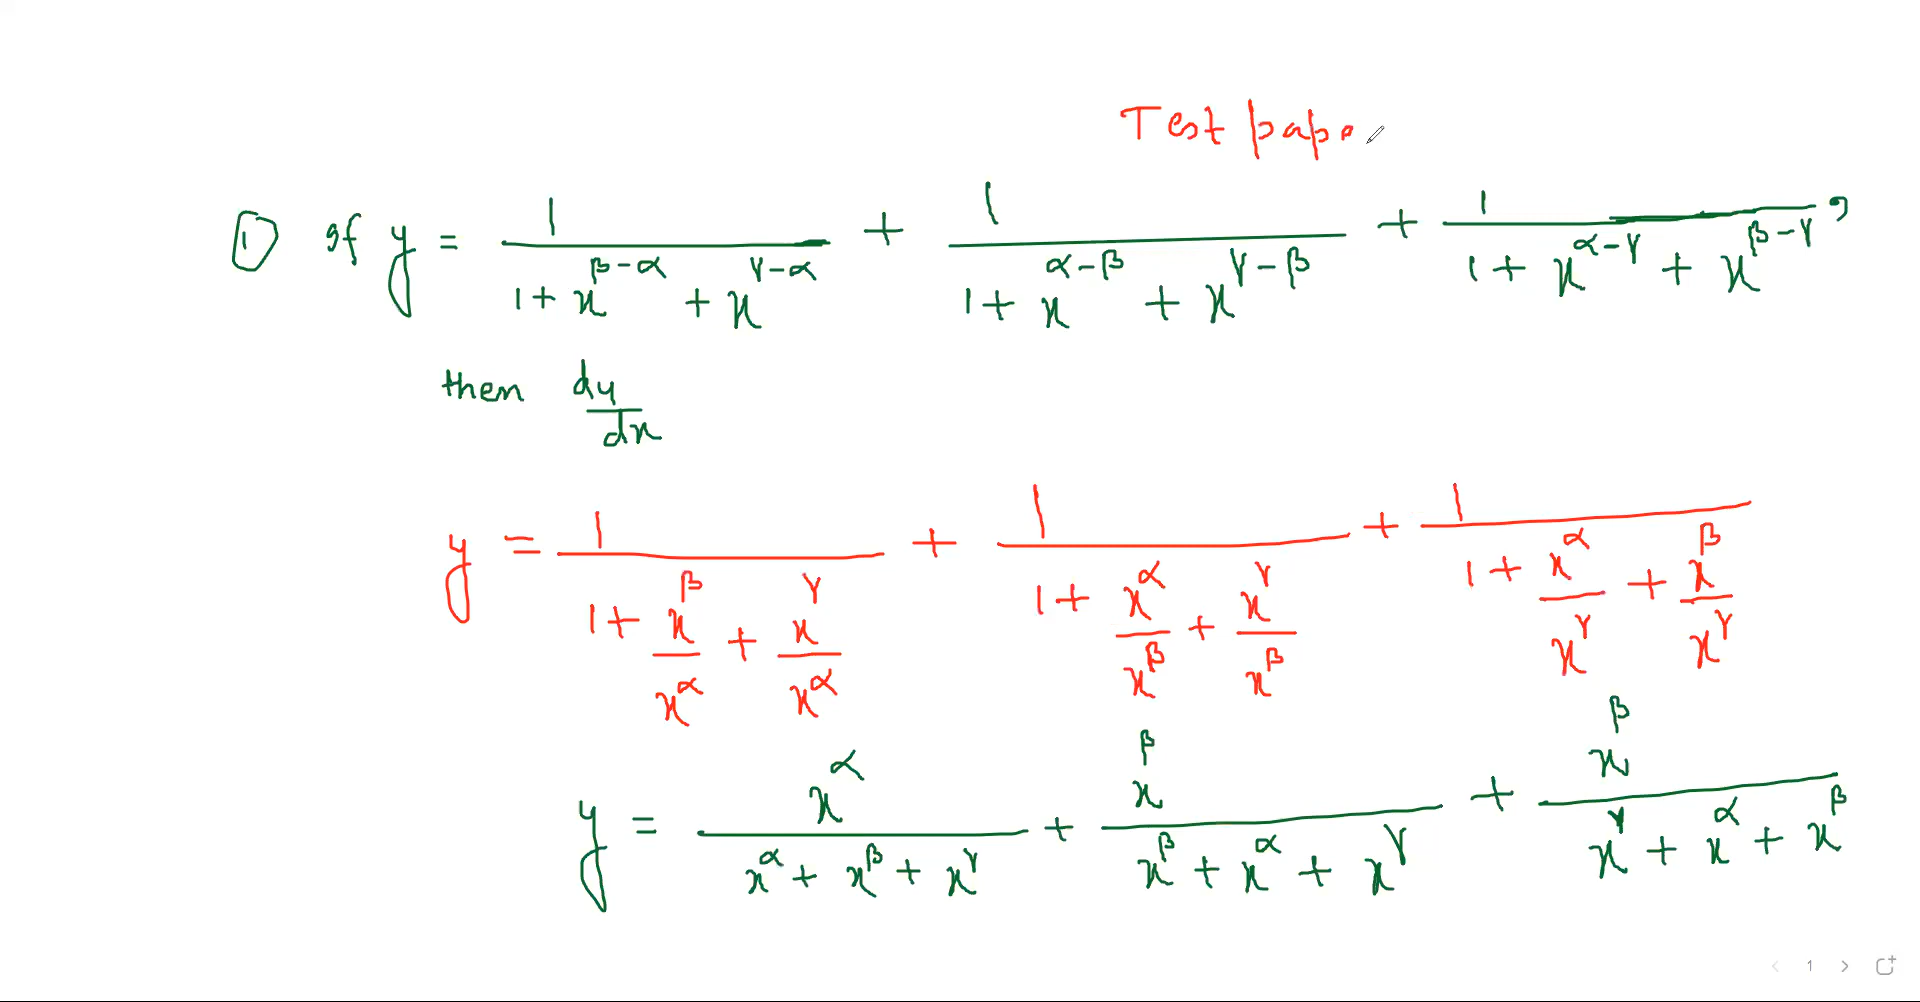 Test pape
① If y = 1/(1 + x^(β-α) + x^(γ-α)) + 1/(1 + x^(α-β) + x^(γ-β)) + 1/(1 + x^(α-γ) + x^(β-γ)),
then dy/dx
y = 1/(1 + x^β/x^α + x^γ/x^α) + 1/(1 + x^α/x^β + x^γ/x^β) + 1/(1 + x^α/x^γ + x^β/x^γ)
y = x^α/(x^α + x^β + x^γ) + x^β/(x^β + x^α + x^γ) + x^β/(x^γ + x^α + x^β)
1